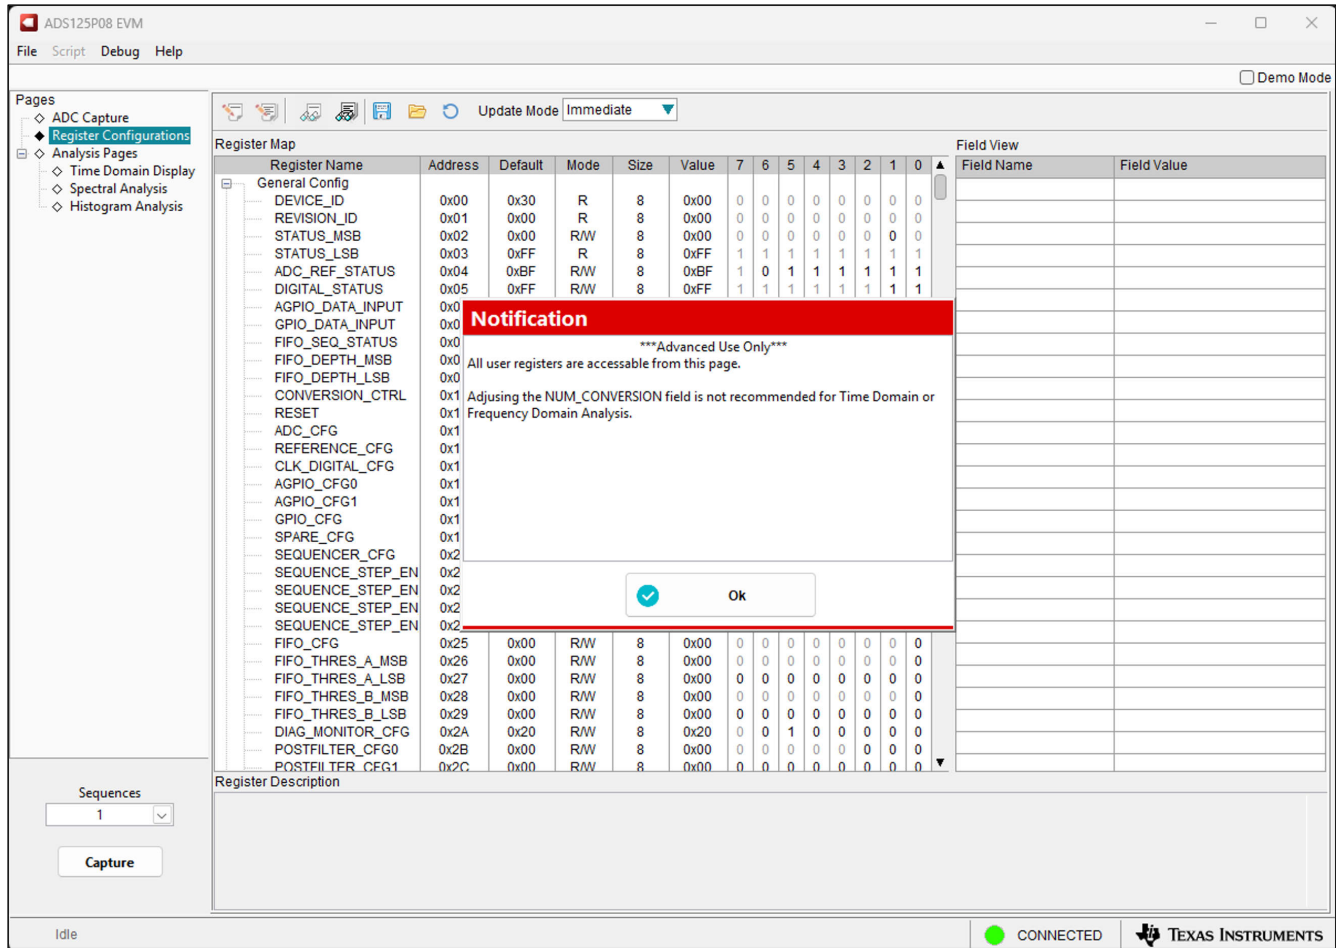 ADS125P08 EVM
File Script Debug Help
Demo Mode
Pages
ADC Capture
Register Configurations
Analysis Pages
Time Domain Display
Spectral Analysis
Histogram Analysis
Update Mode Immediate
Register Map
Register Name Address Default Mode Size Value 7 6 5 4 3 2 1 0
General Config
DEVICE_ID 0x00 0x30 R 8 0x00 0 0 0 0 0 0 0 0
REVISION_ID 0x01 0x00 R 8 0x00 0 0 0 0 0 0 0 0
STATUS_MSB 0x02 0x00 R/W 8 0x00 0 0 0 0 0 0 0 0
STATUS_LSB 0x03 0xFF R 8 0xFF 1 1 1 1 1 1 1 1
ADC_REF_STATUS 0x04 0xBF R/W 8 0xBF 1 0 1 1 1 1 1 1
DIGITAL_STATUS 0x05 0xFF R/W 8 0xFF 1 1 1 1 1 1 1 1
AGPIO_DATA_INPUT 0x0
GPIO_DATA_INPUT 0x0
FIFO_SEQ_STATUS 0x0
FIFO_DEPTH_MSB 0x0
FIFO_DEPTH_LSB 0x0
CONVERSION_CTRL 0x1
RESET 0x1
ADC_CFG 0x1
REFERENCE_CFG 0x1
CLK_DIGITAL_CFG 0x1
AGPIO_CFG0 0x1
AGPIO_CFG1 0x1
GPIO_CFG 0x1
SPARE_CFG 0x1
SEQUENCER_CFG 0x2
SEQUENCE_STEP_EN 0x2
SEQUENCE_STEP_EN 0x2
SEQUENCE_STEP_EN 0x2
SEQUENCE_STEP_EN 0x2
FIFO_CFG 0x25 0x00 R/W 8 0x00 0 0 0 0 0 0 0 0
FIFO_THRES_A_MSB 0x26 0x00 R/W 8 0x00 0 0 0 0 0 0 0 0
FIFO_THRES_A_LSB 0x27 0x00 R/W 8 0x00 0 0 0 0 0 0 0 0
FIFO_THRES_B_MSB 0x28 0x00 R/W 8 0x00 0 0 0 0 0 0 0 0
FIFO_THRES_B_LSB 0x29 0x00 R/W 8 0x00 0 0 0 0 0 0 0 0
DIAG_MONITOR_CFG 0x2A 0x20 R/W 8 0x20 0 0 1 0 0 0 0 0
POSTFILTER_CFG0 0x2B 0x00 R/W 8 0x00 0 0 0 0 0 0 0 0
POSTFILTER_CFG1 0x2C 0x00 R/W 8 0x00 0 0 0 0 0 0 0 0
Notification
***Advanced Use Only***
All user registers are accessable from this page.
Adjusting the NUM_CONVERSION field is not recommended for Time Domain or
Frequency Domain Analysis.
Ok
Field View
Field Name Field Value
Register Description
Sequences
1
Capture
Idle
CONNECTED
TEXAS INSTRUMENTS